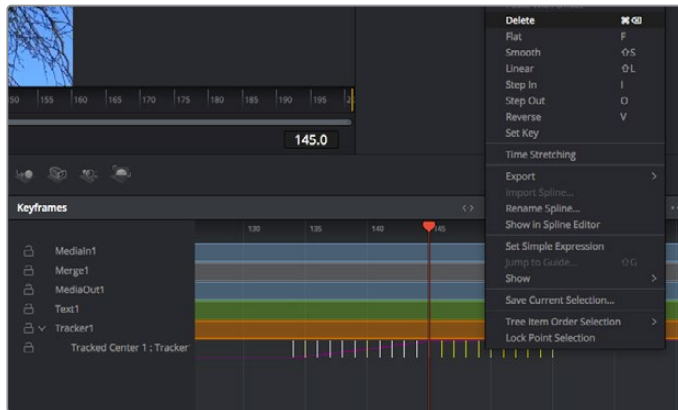 Delete ⌘⌫
Flat F
Smooth ⇧S
Linear ⇧L
Step In I
Step Out O
Reverse V
Set Key
Time Stretching
Export >
Import Spline...
Rename Spline...
Show in Spline Editor
Set Simple Expression
Jump to Guide... ⇧G
Show >
Save Current Selection...
Tree Item Order Selection >
Lock Point Selection
155 160 165 170 175 180 185 190 195
145.0
Keyframes
130 135 140 145
MediaIn1
Merge1
MediaOut1
Text1
Tracker1
Tracked Center 1 : Tracker